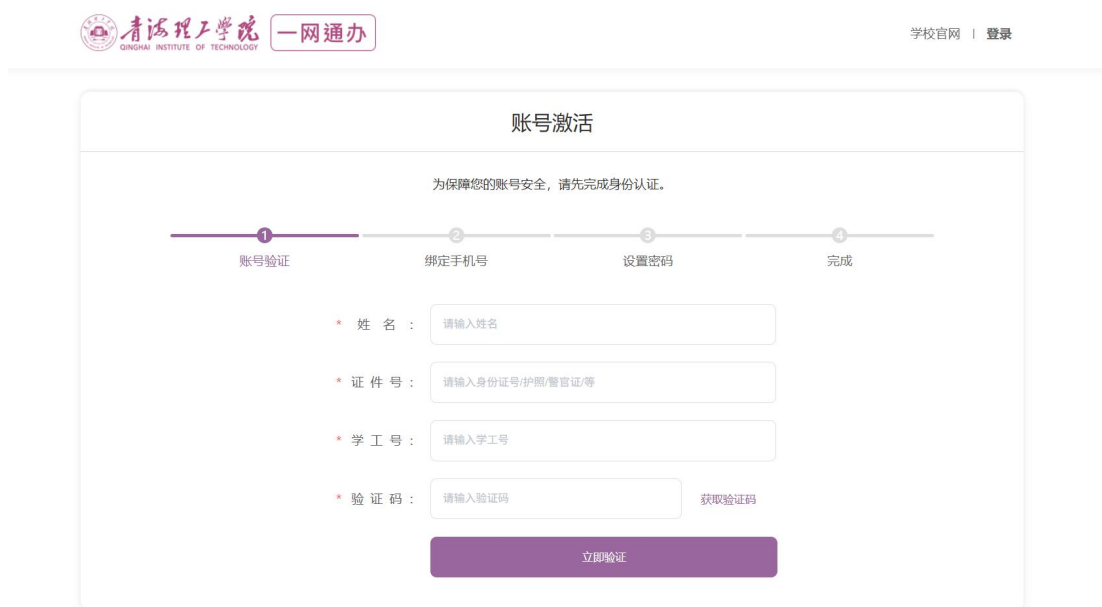 青海理工学院 一网通办
QINGHAI INSTITUTE OF TECHNOLOGY
学校官网 | 登录
账号激活
为保障您的账号安全，请先完成身份认证。
1 2 3 4
账号验证 绑定手机号 设置密码 完成
* 姓 名 : 请输入姓名
* 证 件 号 : 请输入身份证号/护照/警官证/等
* 学 工 号 : 请输入学工号
* 验 证 码 : 请输入验证码 获取验证码
立即验证